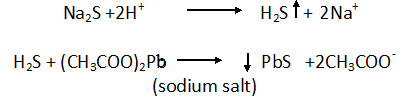 Na₂S +2H⁺ ⟶ H₂S ↑ + 2Na⁺
H₂S + (CH₃COO)₂Pb ⟶ ↓ PbS +2CH₃COO⁻
(sodium salt)